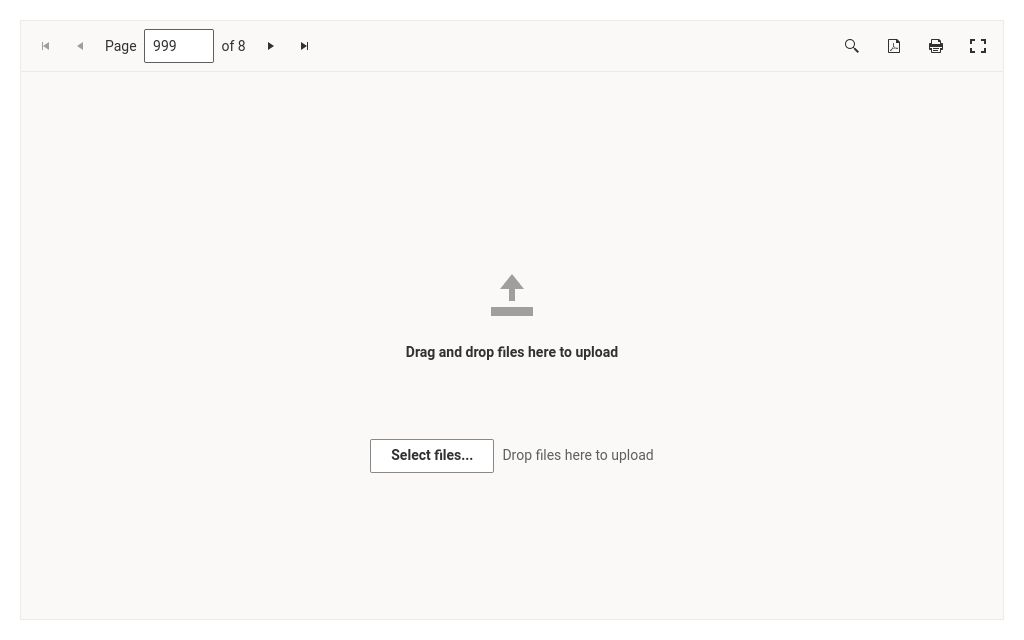 Page 999 of 8
Drag and drop files here to upload
Select files... Drop files here to upload